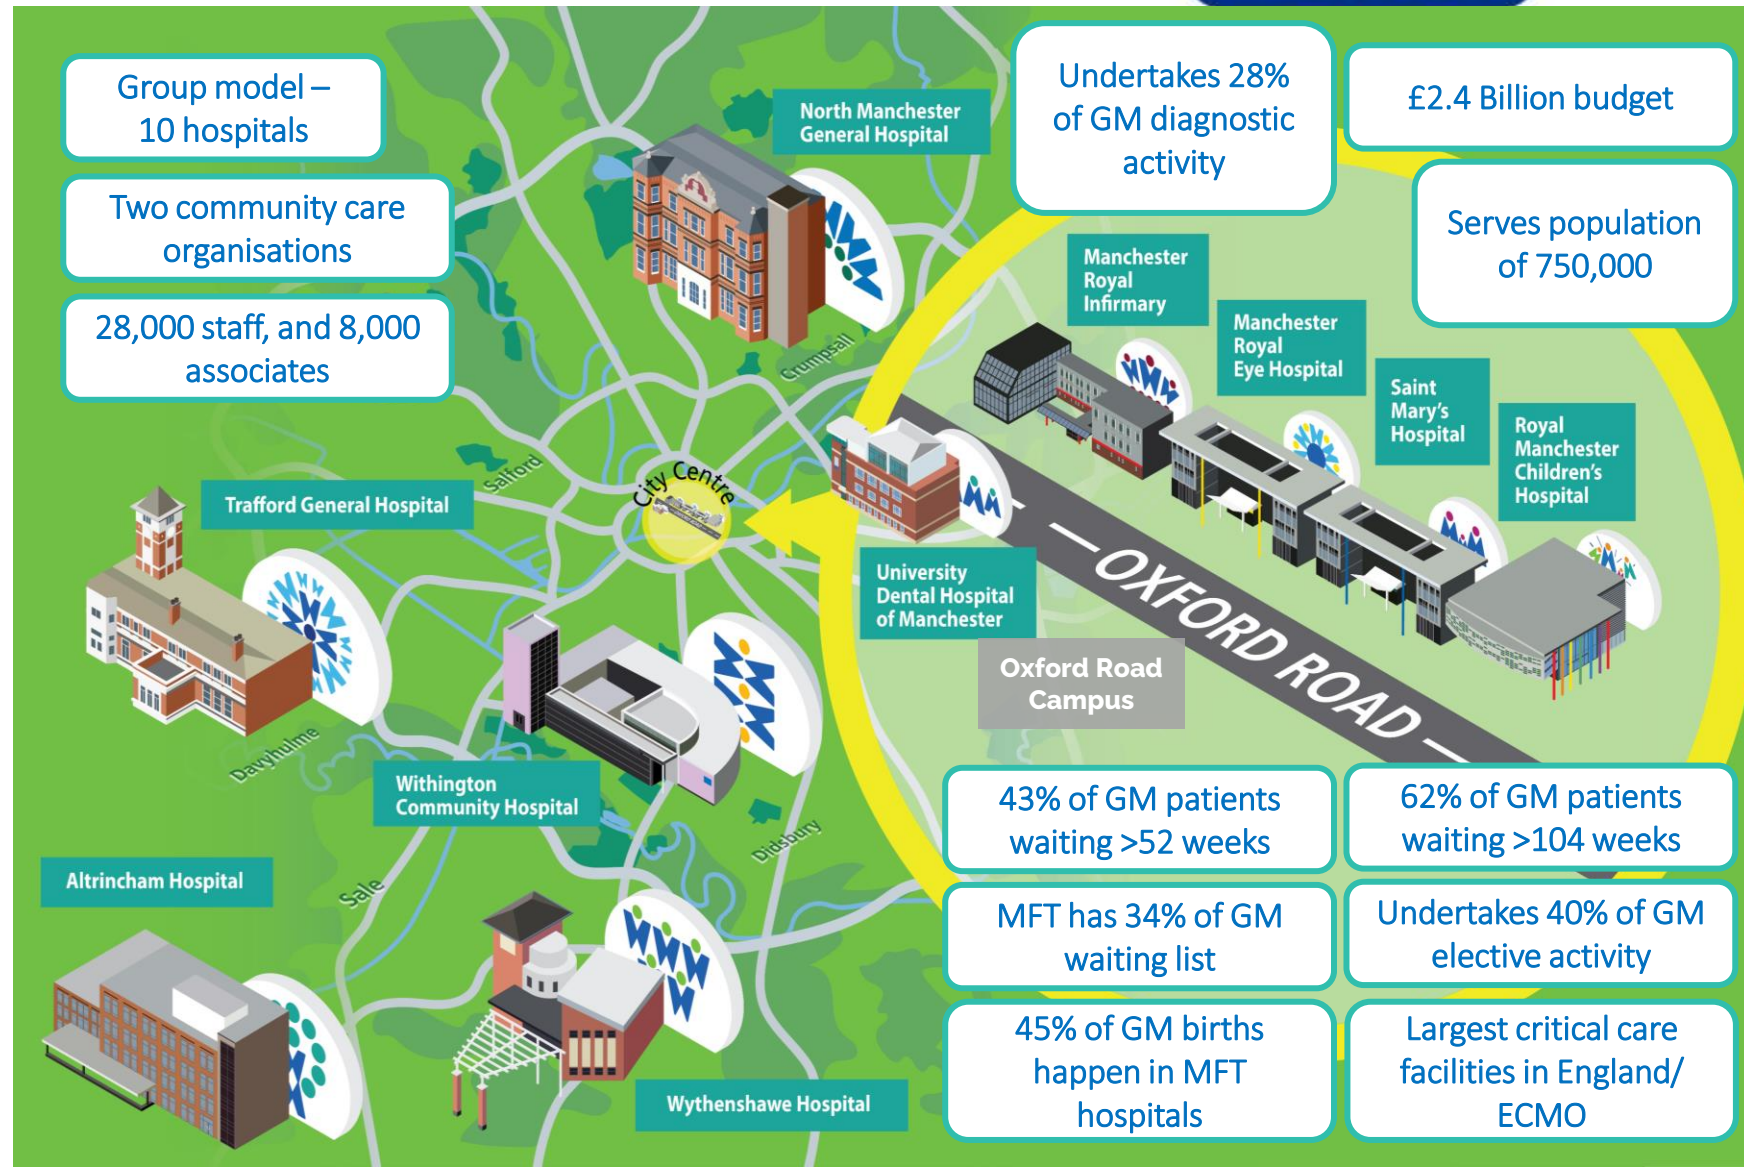 Group model –
10 hospitals
Two community care
organisations
28,000 staff, and 8,000
associates
North Manchester
General Hospital
Undertakes 28%
of GM diagnostic
activity
£2.4 Billion budget
Serves population
of 750,000
Manchester
Royal
Infirmary
Manchester
Royal
Eye Hospital
Saint
Mary's
Hospital
Royal
Manchester
Children's
Hospital
Crumpsall
Salford
City Centre
Trafford General Hospital
University
Dental Hospital
of Manchester
OXFORD ROAD
Oxford Road
Campus
Davyhulme
Withington
Community Hospital
Didsbury
Altrincham Hospital
Sale
Wythenshawe Hospital
43% of GM patients
waiting >52 weeks
62% of GM patients
waiting >104 weeks
MFT has 34% of GM
waiting list
Undertakes 40% of GM
elective activity
45% of GM births
happen in MFT
hospitals
Largest critical care
facilities in England/
ECMO